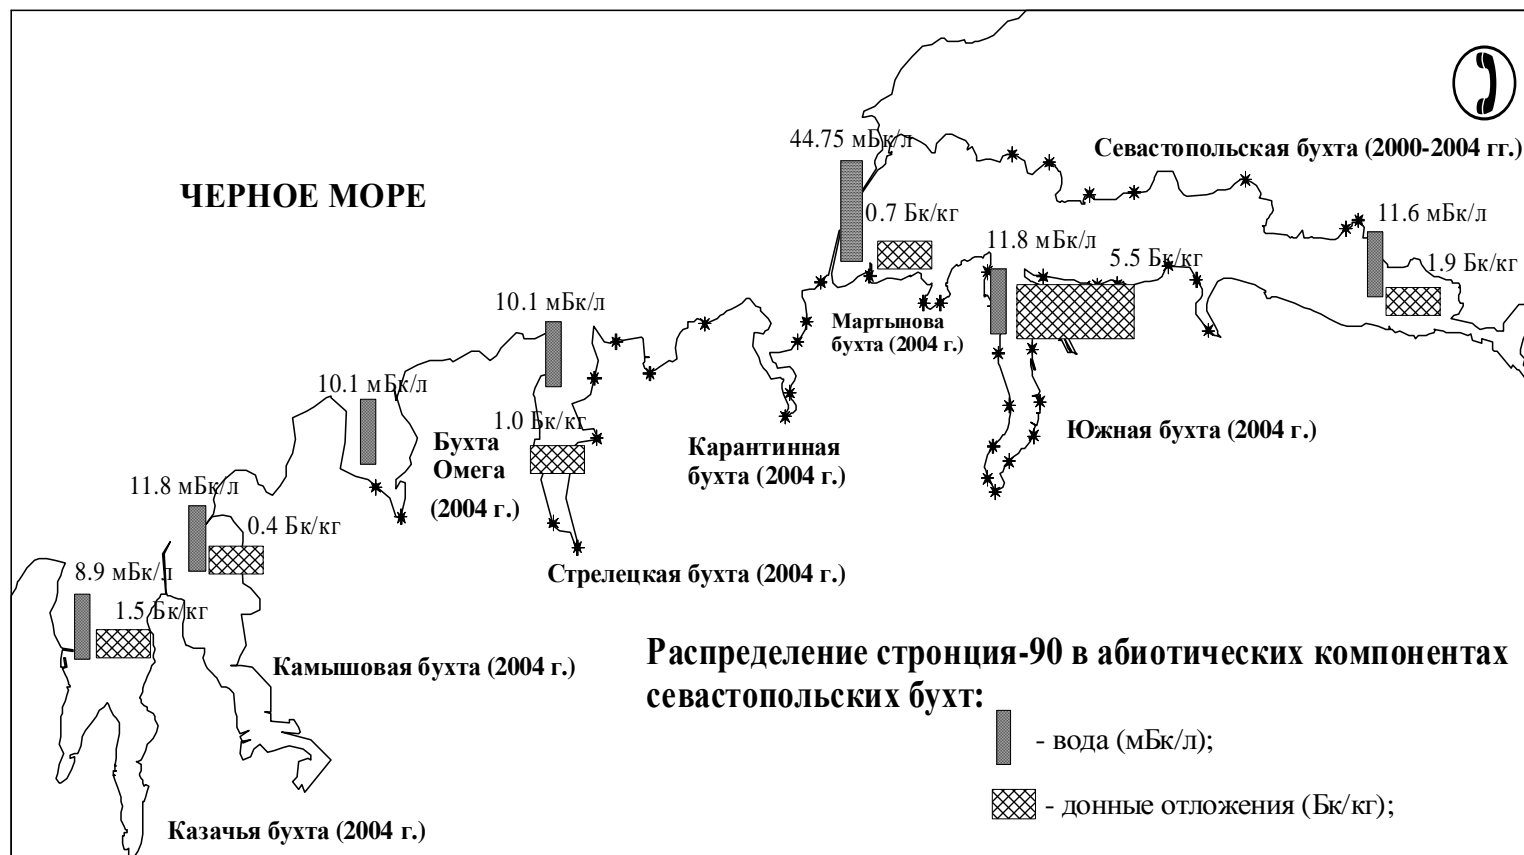 44.75 мБк/л
Севастопольская бухта (2000-2004 гг.)
ЧЕРНОЕ МОРЕ
0.7 Бк/кг
11.6 мБк/л
11.8 мБк/л
5.5 Бк/кг
1.9 Бк/кг
10.1 мБк/л
Мартынова
бухта (2004 г.)
10.1 мБк/л
1.0 Бк/кг
Бухта
Омега
(2004 г.)
Карантинная
бухта (2004 г.)
Южная бухта (2004 г.)
11.8 мБк/л
0.4 Бк/кг
Стрелецкая бухта (2004 г.)
8.9 мБк/л
1.5 Бк/кг
Камышовая бухта (2004 г.)
Распределение стронция-90 в абиотических компонентах
севастопольских бухт:
- вода (мБк/л);
- донные отложения (Бк/кг);
Казачья бухта (2004 г.)